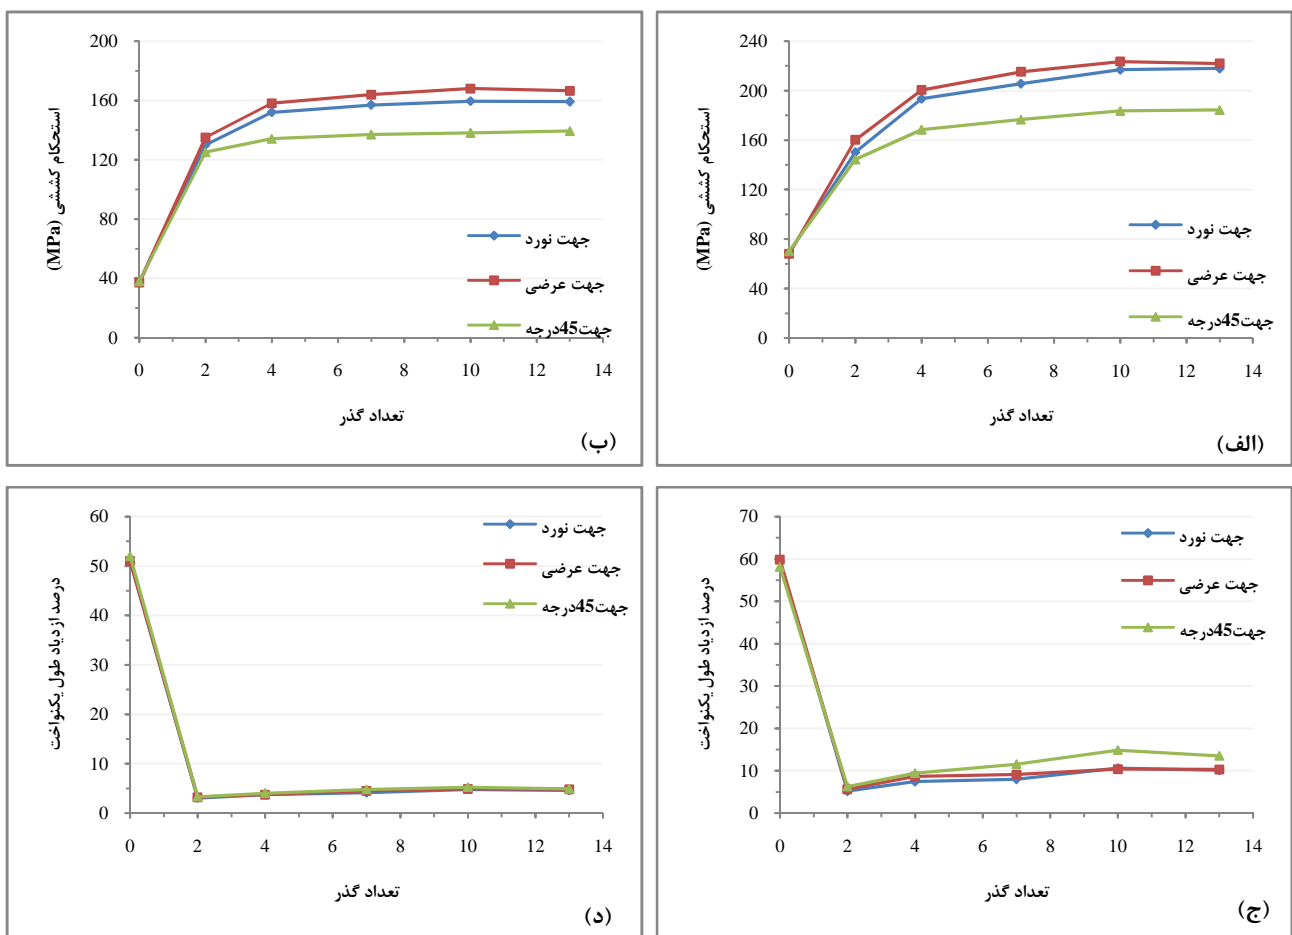 240
200
160
120
80
40
0
0 2 4 6 8 10 12 14
استحکام کششی (MPa)
تعداد گذر
جهت نورد
جهت عرضی
جهت45درجه
(الف)
200
160
120
80
40
0
0 2 4 6 8 10 12 14
استحکام کششی (MPa)
تعداد گذر
جهت نورد
جهت عرضی
جهت45درجه
(ب)
70
60
50
40
30
20
10
0
0 2 4 6 8 10 12 14
درصد ازدیاد طول یکنواخت
تعداد گذر
جهت نورد
جهت عرضی
جهت45درجه
(ج)
60
50
40
30
20
10
0
0 2 4 6 8 10 12 14
درصد ازدیاد طول یکنواخت
تعداد گذر
جهت نورد
جهت عرضی
جهت45درجه
(د)